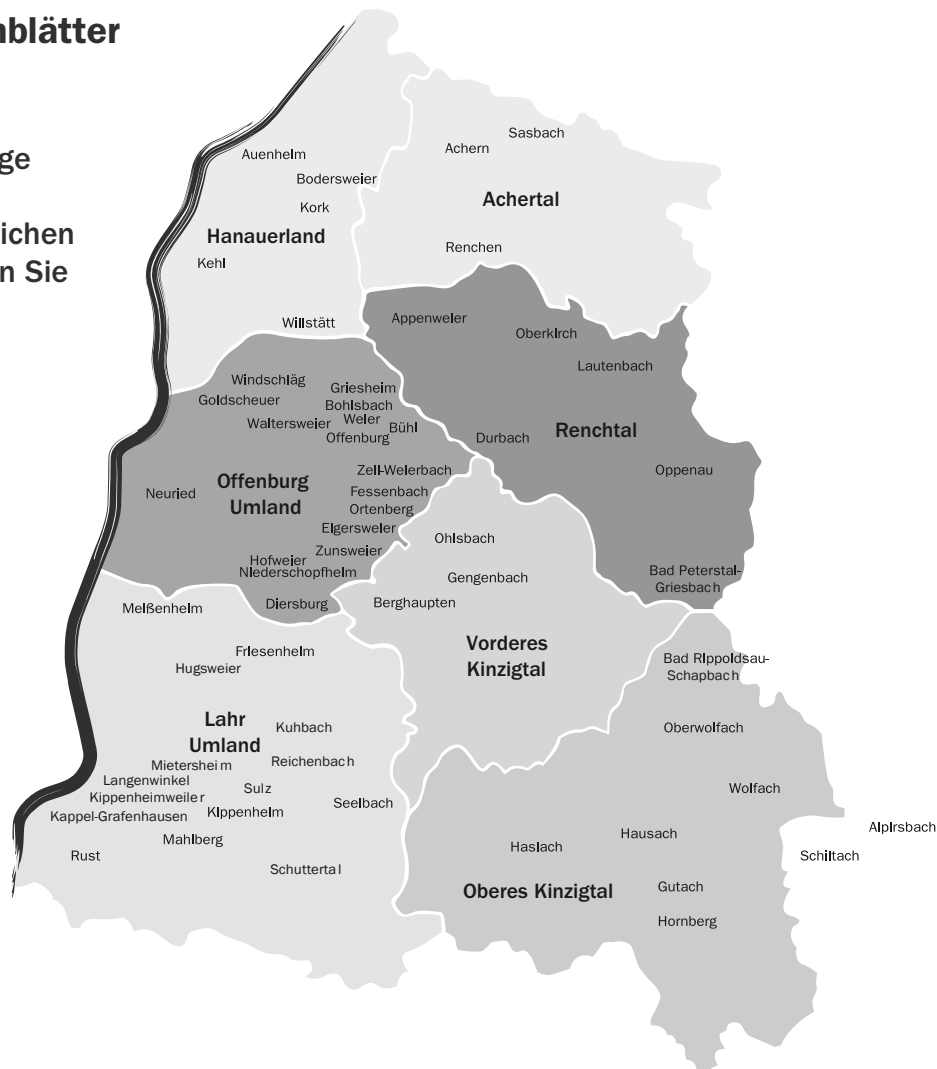 nblätter
ge
ichen
n Sie
Sasbach
Achern
Auenheim
Bodersweier
Achertal
Kork
Hanauerland
Renchen
Kehl
Appenweier
Willstätt
Oberkirch
Lautenbach
Windschläg
Griesheim
Goldscheuer
Bohlsbach
Waltersweier
Weier
Bühl
Offenburg
Durbach
Renchtal
Zell-Weierbach
Oppenau
Offenburg
Umland
Neuried
Fessenbach
Ortenberg
Elgersweier
Ohlsbach
Zunsweier
Hofweier
Niederschopfheim
Gengenbach
Bad Peterstal-
Griesbach
Diersburg
Berghaupten
Meißenheim
Vorderes
Kinzigtal
Friesenheim
Hugsweier
Bad Rippoldsau-
Schapbach
Lahr
Umland
Kuhbach
Oberwolfach
Mietersheim
Reichenbach
Langenwinkel
Sulz
Wolfach
Kippenheimweiler
Seelbach
Kappel-Grafenhausen
Kippenheim
Alpirsbach
Mahlberg
Hausach
Haslach
Rust
Schiltach
Schuttertal
Oberes Kinzigtal
Gutach
Hornberg